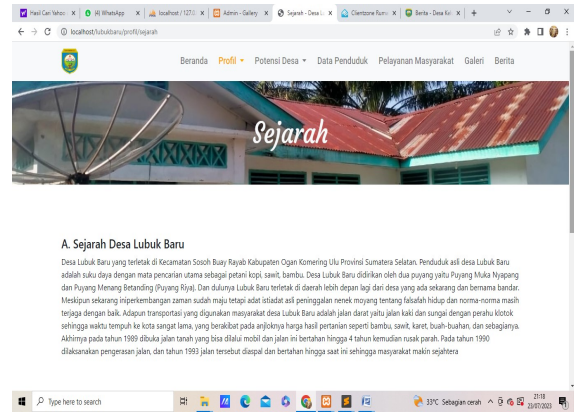 Hasil Cari Yahoo
(4) WhatsApp
localhost / 127.0
Admin - Gallery
Sejarah - Desa Lu
Clientzone Rumw
Berita - Desa Kel
localhost/lubukbaru/profil/sejarah
Beranda Profil Potensi Desa Data Penduduk Pelayanan Masyarakat Galeri Berita
Sejarah
A. Sejarah Desa Lubuk Baru
Desa Lubuk Baru yang terletak di Kecamatan Sosoh Buay Rayab Kabupaten Ogan Komering Ulu Provinsi Sumatera Selatan. Penduduk asli desa Lubuk Baru
adalah suku daya dengan mata pencarian utama sebagai petani kopi, sawit, bambu. Desa Lubuk Baru didirikan oleh dua puyang yaitu Puyang Muka Nyapang
dan Puyang Menang Betanding (Puyang Riya). Dan dulunya Lubuk Baru terletak di daerah lebih depan lagi dari desa yang ada sekarang dan bernama bandar.
Meskipun sekarang iniperkembangan zaman sudah maju tetapi adat istiadat asli peninggalan nenek moyang tentang falsafah hidup dan norma-norma masih
terjaga dengan baik. Adapun transportasi yang digunakan masyarakat desa Lubuk Baru adalah jalan darat yaitu jalan kaki dan sungai dengan perahu klotok
sehingga waktu tempuh ke kota sangat lama, yang berakibat pada anjloknya harga hasil pertanian seperti bambu, sawit, karet, buah-buahan, dan sebagianya.
Akhirnya pada tahun 1989 dibuka jalan tanah yang bisa dilalui mobil dan jalan ini bertahan hingga 4 tahun kemudian rusak parah. Pada tahun 1990
dilaksanakan pengerasan jalan, dan tahun 1993 jalan tersebut diaspal dan bertahan hingga saat ini sehingga masyarakat makin sejahtera
Type here to search
33°C Sebagian cerah
21:18
23/07/2023